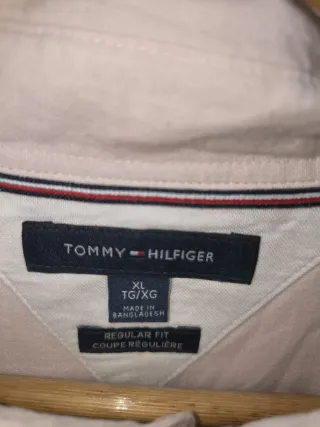 TOMMY HILFIGER
XL
TG/XG
MADE IN
BANGLADESH
REGULAR FIT
COUPE RÉGULIÈRE